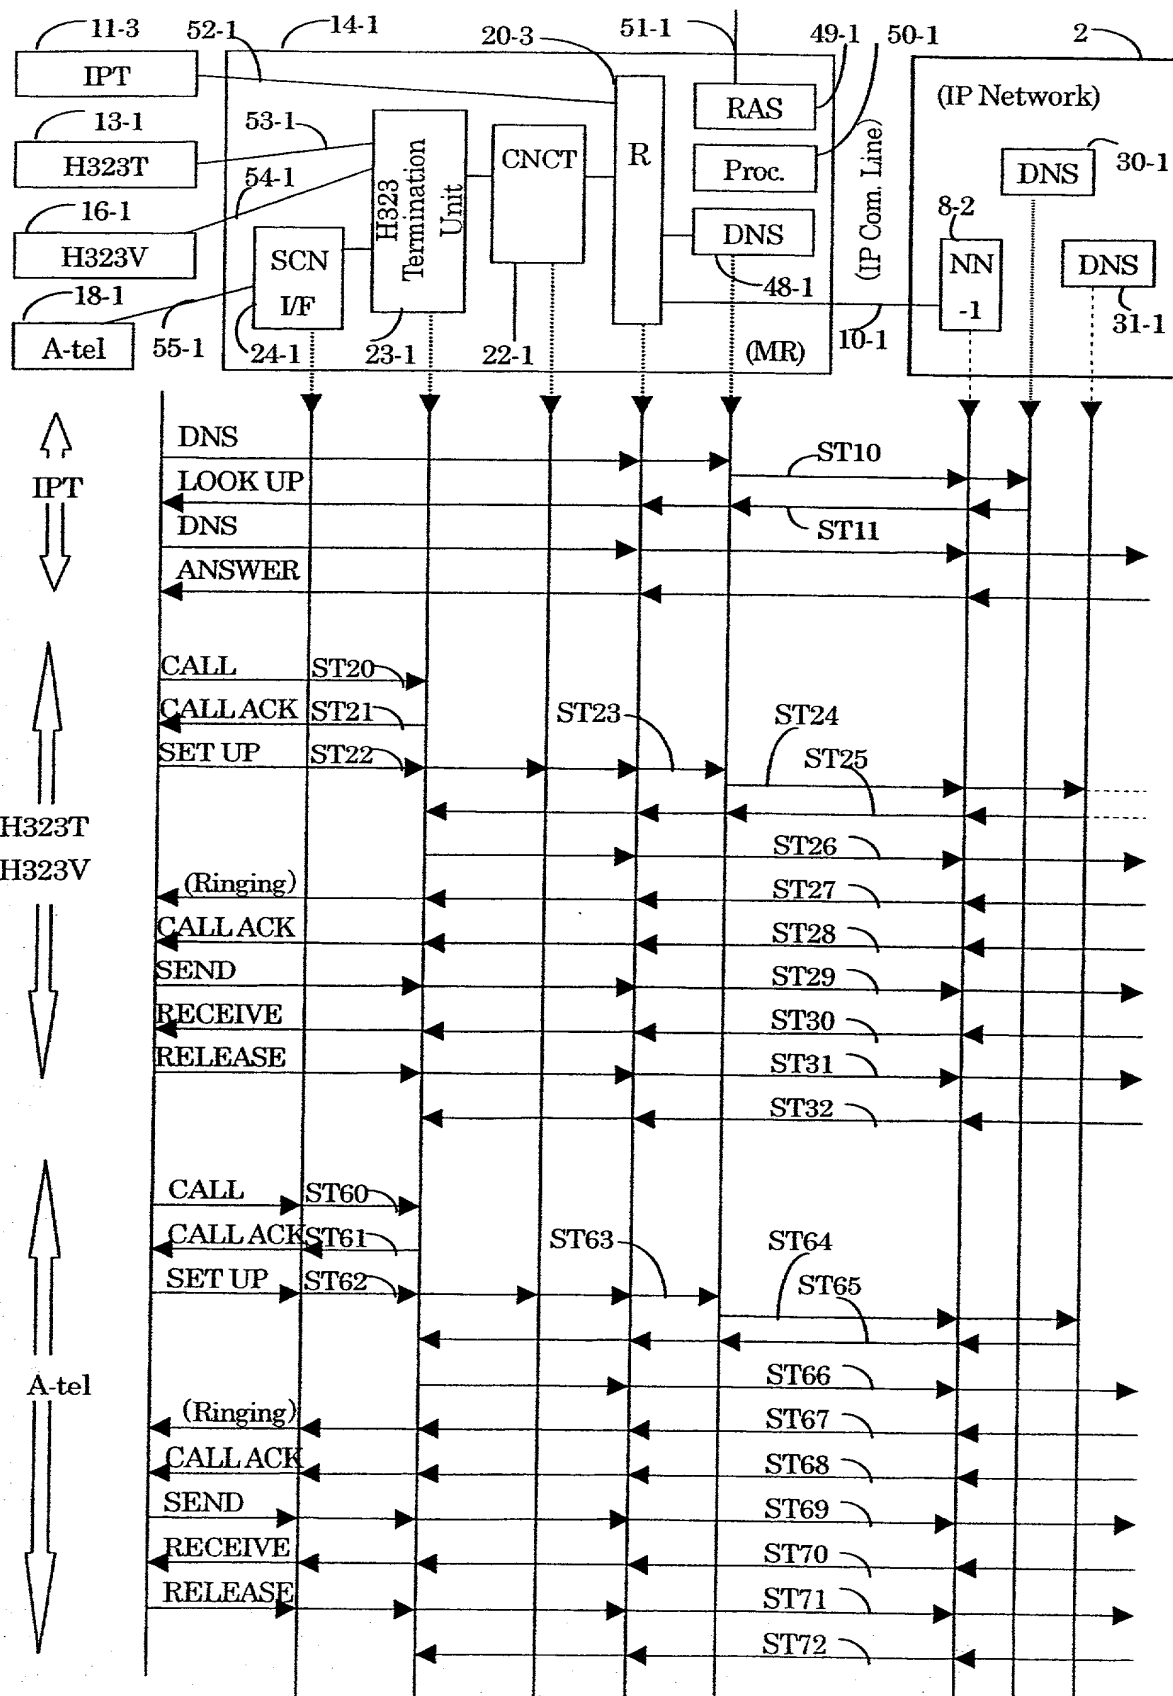 11-3
52-1
14-1
20-3
51-1
49-1
50-1
2
IPT
RAS
(IP Network)
13-1
53-1
H323T
H323
Termination
Unit
CNCT
R
Proc.
(IP Com. Line)
DNS
30-1
54-1
16-1
H323V
SCN
I/F
DNS
8-2
NN
-1
DNS
18-1
48-1
31-1
A-tel
55-1
24-1
23-1
22-1
(MR)
10-1
IPT
DNS
ST10
LOOK UP
DNS
ST11
ANSWER
H323T
H323V
CALL
ST20
CALL ACK
ST21
ST23
ST24
SET UP
ST22
ST25
ST26
(Ringing)
ST27
CALL ACK
ST28
SEND
ST29
RECEIVE
ST30
RELEASE
ST31
ST32
A-tel
CALL
ST60
CALL ACK
ST61
ST63
ST64
SET UP
ST62
ST65
ST66
(Ringing)
ST67
CALL ACK
ST68
SEND
ST69
RECEIVE
ST70
RELEASE
ST71
ST72